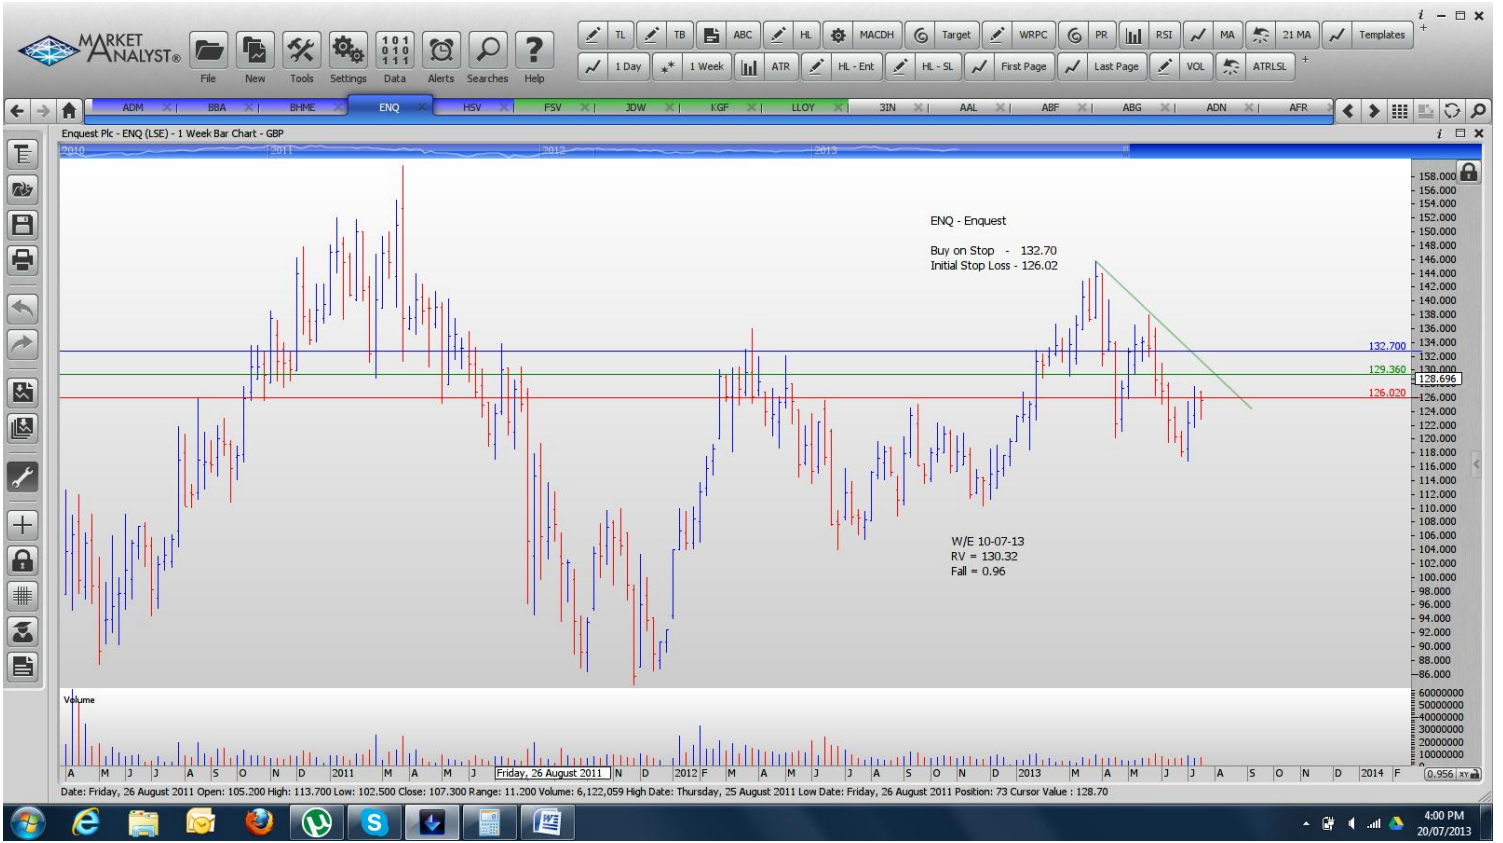 MARKET
ANALYST®
File
New
Tools
Settings
101
010
111
Data
Alerts
Searches
Help
TL
TB
ABC
HL
MACDH
Target
WRPC
PR
RSI
MA
21 MA
Templates
1 Day
1 Week
ATR
HL - Ent
HL - SL
First Page
Last Page
VOL
ATRLSL
ADM
BBA
BHME
ENQ
HSV
FSV
JDW
KGF
LLOY
3IN
AAL
ABF
ABG
ADN
AFR
Enquest Plc - ENQ (LSE) - 1 Week Bar Chart - GBP
2010
2011
2012
2013
ENQ - Enquest
Buy on Stop - 132.70
Initial Stop Loss - 126.02
132.700
129.360
126.020
W/E 10-07-13
RV = 130.32
Fall = 0.96
158.000
156.000
154.000
152.000
150.000
148.000
146.000
144.000
142.000
140.000
138.000
136.000
134.000
132.000
130.000
128.696
126.000
124.000
122.000
120.000
118.000
116.000
114.000
112.000
110.000
108.000
106.000
104.000
102.000
100.000
98.000
96.000
94.000
92.000
90.000
88.000
86.000
Volume
60000000
50000000
40000000
30000000
20000000
10000000
0
A M J J A S O N D 2011 M A M J Friday, 26 August 2011 N D 2012 F M A M J J A S O N D 2013 M A M J J A S O N D 2014 F
0.956 XY
Date: Friday, 26 August 2011 Open: 105.200 High: 113.700 Low: 102.500 Close: 107.300 Range: 11.200 Volume: 6,122,059 High Date: Thursday, 25 August 2011 Low Date: Friday, 26 August 2011 Position: 73 Cursor Value : 128.70
4:00 PM
20/07/2013